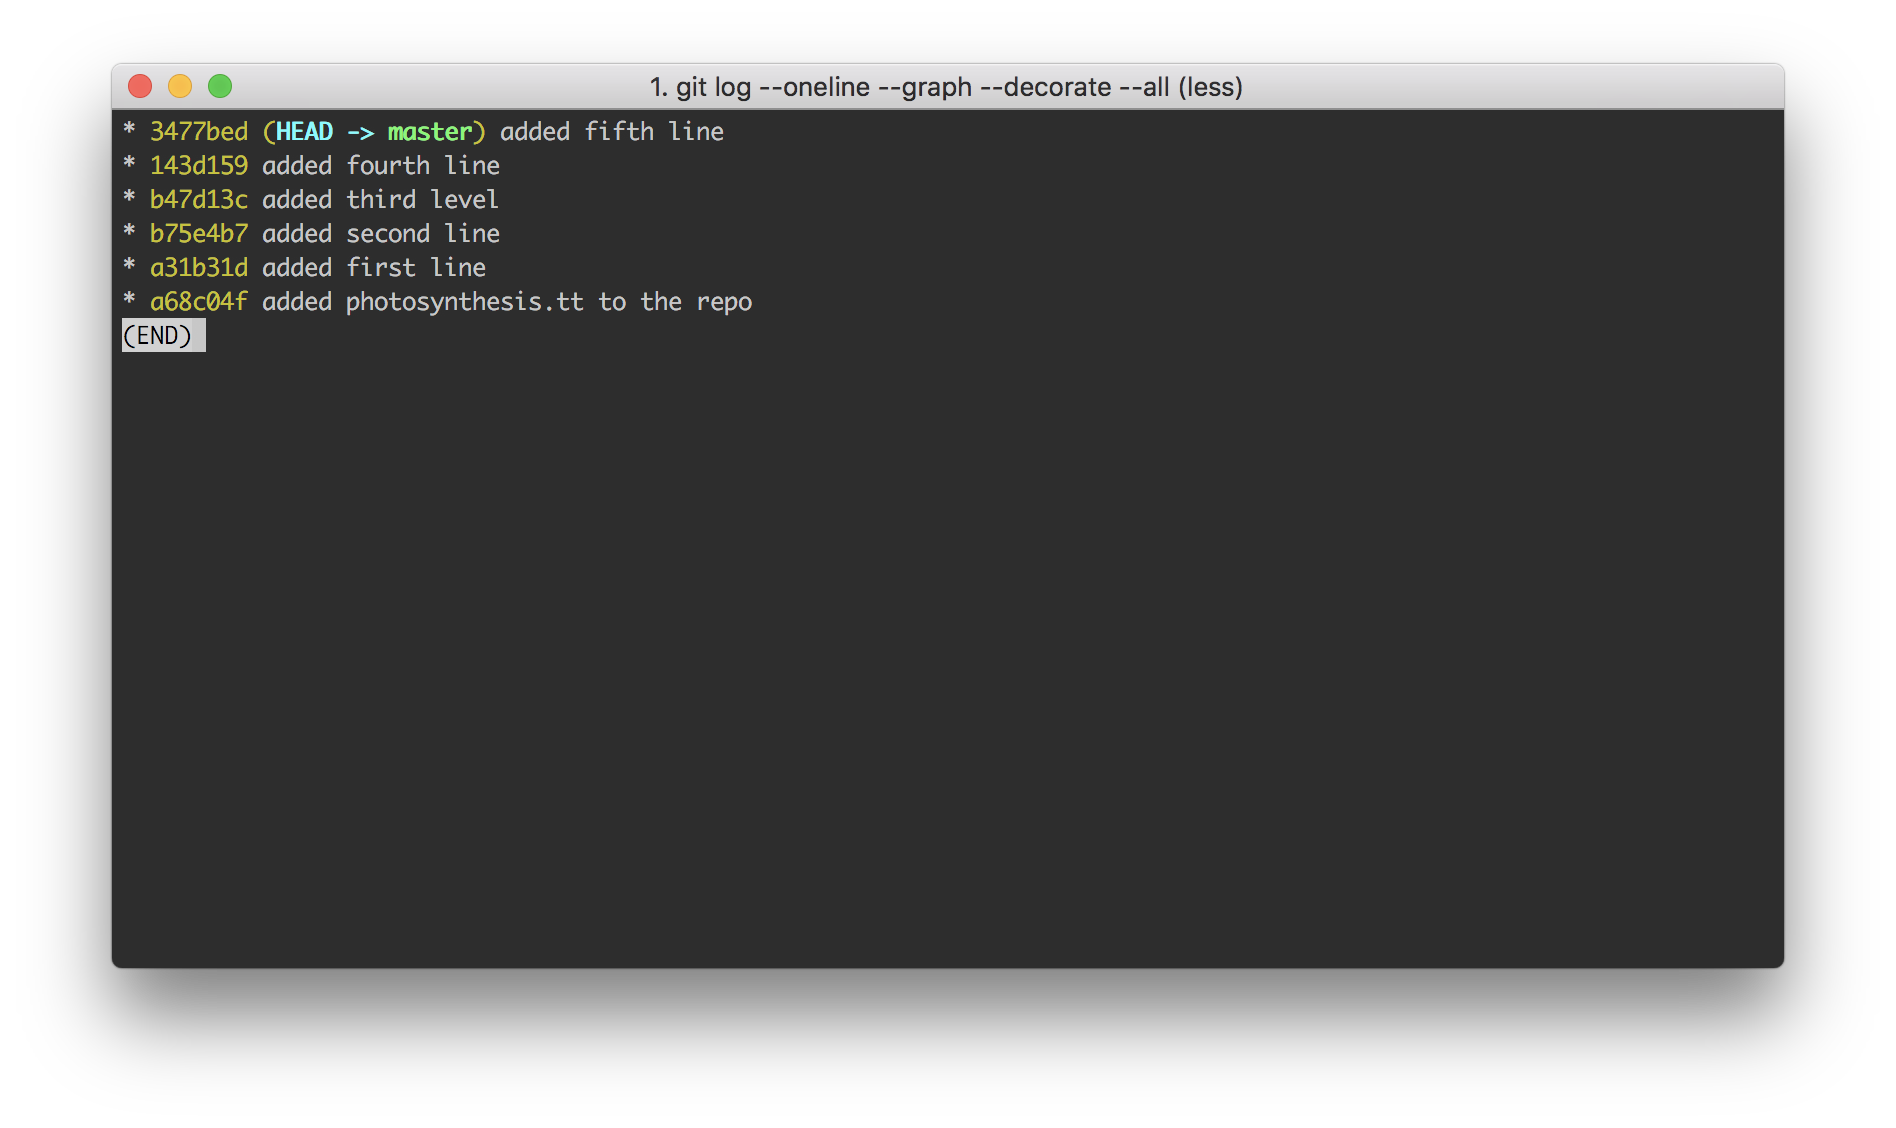 1. git log --oneline --graph --decorate --all (less)
* 3477bed (HEAD -> master) added fifth line
* 143d159 added fourth line
* b47d13c added third level
* b75e4b7 added second line
* a31b31d added first line
* a68c04f added photosynthesis.tt to the repo
(END)